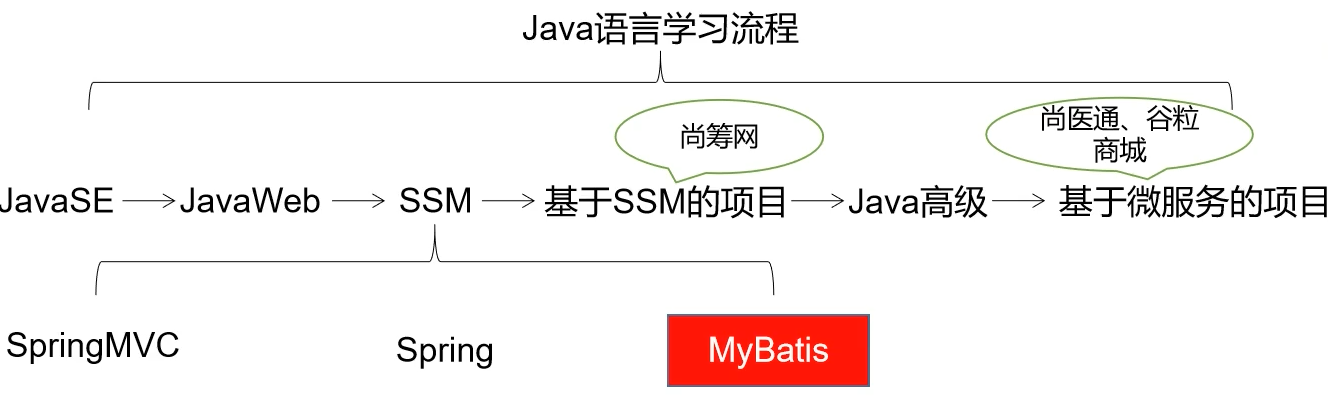 Java语言学习流程
尚筹网
尚医通、谷粒
商城
JavaSE
JavaWeb
SSM
基于SSM的项目
Java高级
基于微服务的项目
SpringMVC
Spring
MyBatis